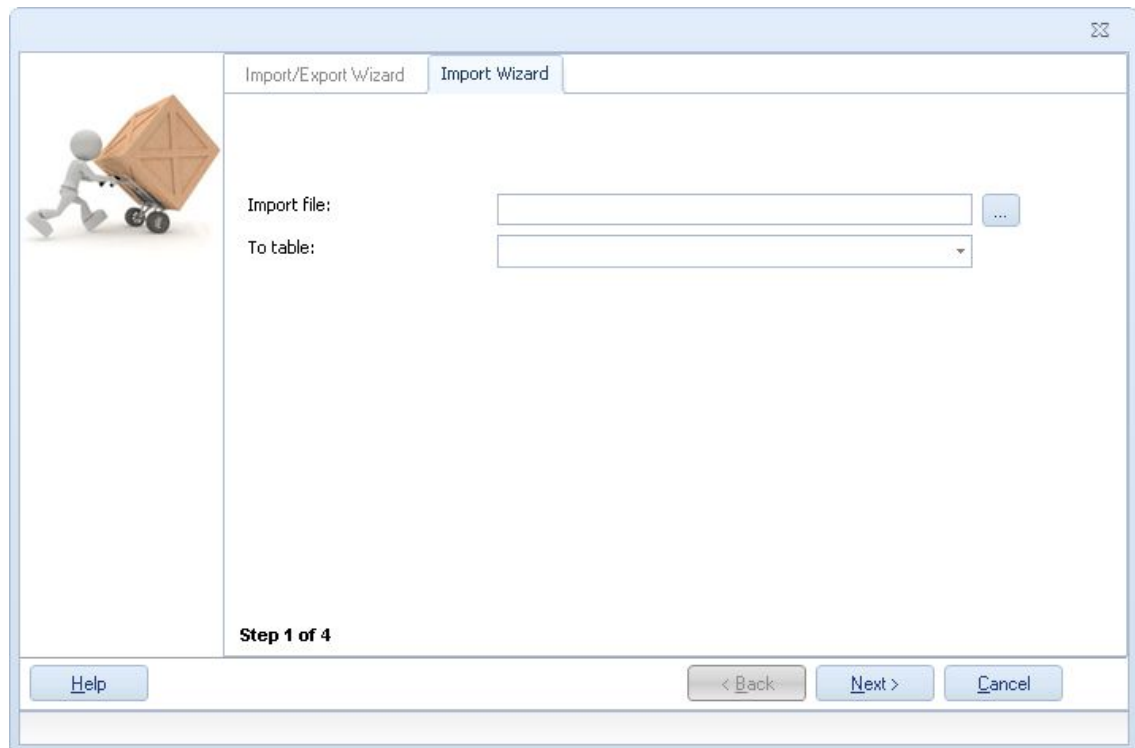 Import/Export Wizard
Import Wizard
Import file:
...
To table:
Step 1 of 4
Help
< Back
Next >
Cancel